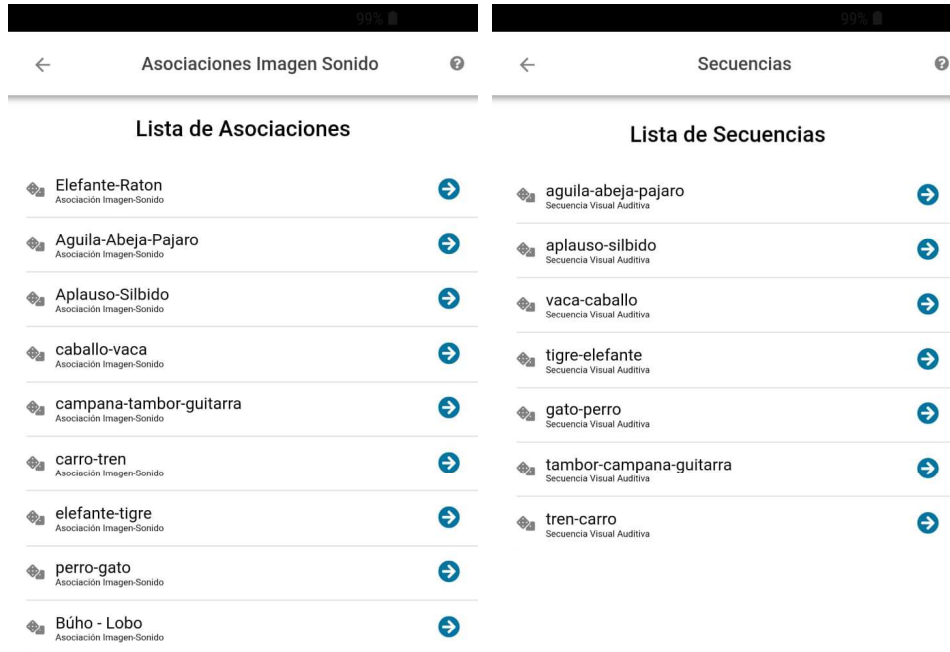 99%
Asociaciones Imagen Sonido
Lista de Asociaciones
Elefante-Raton
Asociación Imagen-Sonido
Aguila-Abeja-Pajaro
Asociación Imagen-Sonido
Aplauso-Silbido
Asociación Imagen-Sonido
caballo-vaca
Asociación Imagen-Sonido
campana-tambor-guitarra
Asociación Imagen-Sonido
carro-tren
Asociación Imagen-Sonido
elefante-tigre
Asociación Imagen-Sonido
perro-gato
Asociación Imagen-Sonido
Búho - Lobo
Asociación Imagen-Sonido
99%
Secuencias
Lista de Secuencias
aguila-abeja-pajaro
Secuencia Visual Auditiva
aplauso-silbido
Secuencia Visual Auditiva
vaca-caballo
Secuencia Visual Auditiva
tigre-elefante
Secuencia Visual Auditiva
gato-perro
Secuencia Visual Auditiva
tambor-campana-guitarra
Secuencia Visual Auditiva
tren-carro
Secuencia Visual Auditiva